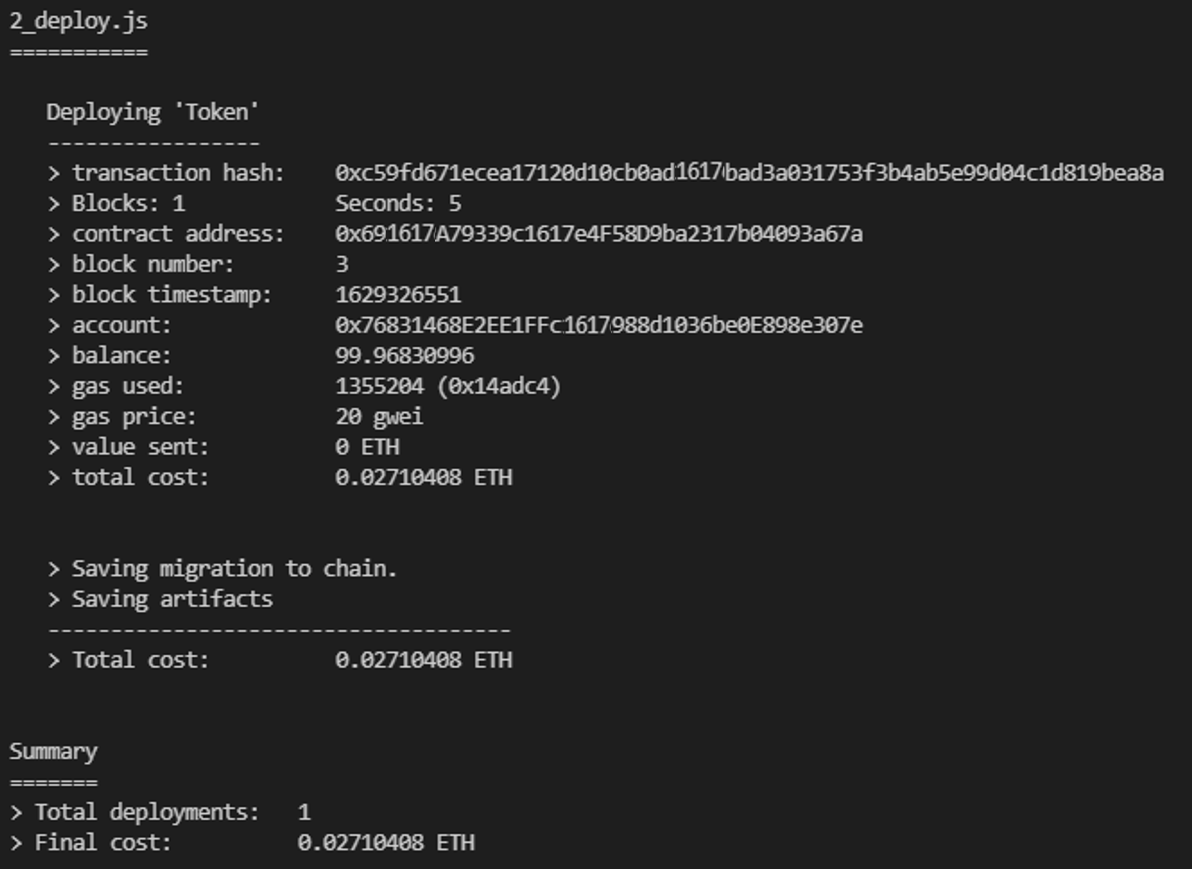 2_deploy.js
===========
Deploying 'Token'
-----------------
> transaction hash: 0xc59fd671ecea17120d10cb0ad1617bad3a031753f3b4ab5e99d04c1d819bea8a
> Blocks: 1 Seconds: 5
> contract address: 0x691617A79339c1617e4F58D9ba2317b04093a67a
> block number: 3
> block timestamp: 1629326551
> account: 0x76831468E2EE1FFc1617988d1036be0E898e307e
> balance: 99.96830996
> gas used: 1355204 (0x14adc4)
> gas price: 20 gwei
> value sent: 0 ETH
> total cost: 0.02710408 ETH
> Saving migration to chain.
> Saving artifacts
-------------------------------------
> Total cost: 0.02710408 ETH
Summary
=======
> Total deployments: 1
> Final cost: 0.02710408 ETH